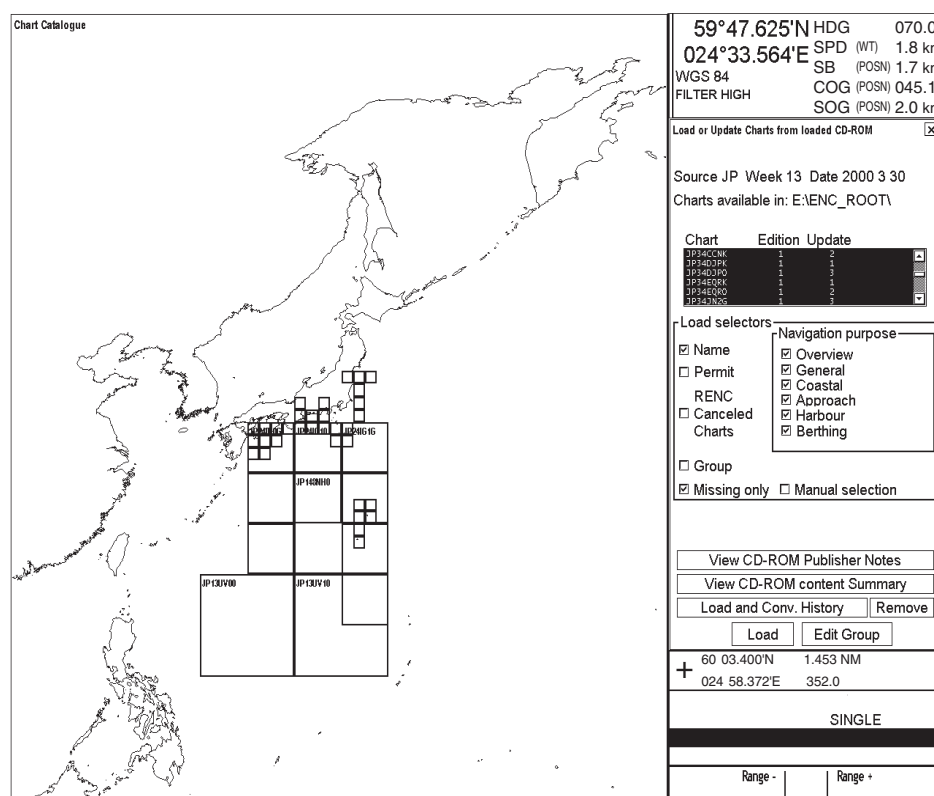 Chart Catalogue
59°47.625'N
024°33.564'E
WGS 84
FILTER HIGH
HDG 070.0
SPD (WT) 1.8 kn
SB (POSN) 1.7 kn
COG (POSN) 045.1
SOG (POSN) 2.0 kn
Load or Update Charts from loaded CD-ROM
Source JP Week 13 Date 2000 3 30
Charts available in: E:\ENC_ROOT\
Chart Edition Update
JP34CCNK 1 2
JP34DJPK 1 1
JP34DJPO 1 3
JP34EQRK 1 1
JP34EQRO 1 2
JP34JN2G 1 3
Load selectors
Name
Permit
RENC
Canceled
Charts
Group
Missing only
Manual selection
Navigation purpose
Overview
General
Coastal
Approach
Harbour
Berthing
JP148NH0
JP13UV00
JP13UV10
View CD-ROM Publisher Notes
View CD-ROM content Summary
Load and Conv. History
Remove
Load
Edit Group
60 03.400'N 1.453 NM
024 58.372'E 352.0
SINGLE
Range -
Range +